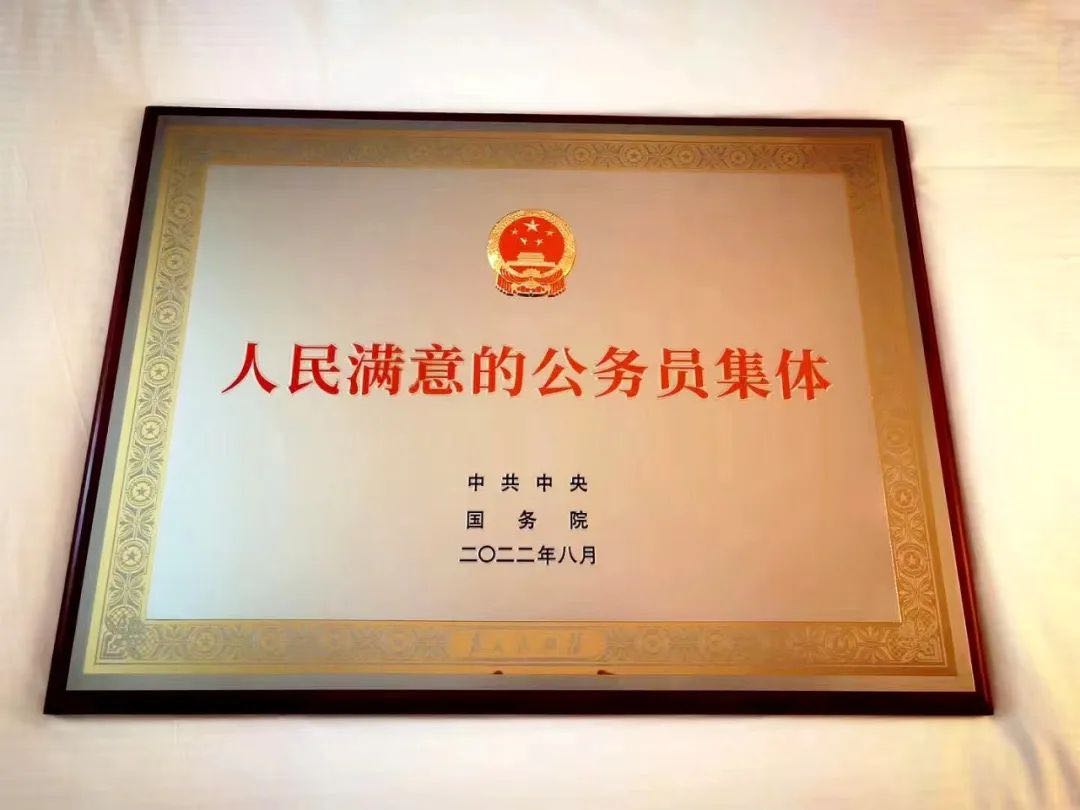 人民满意的公务员集体
中共中央
国务院
二〇二二年八月